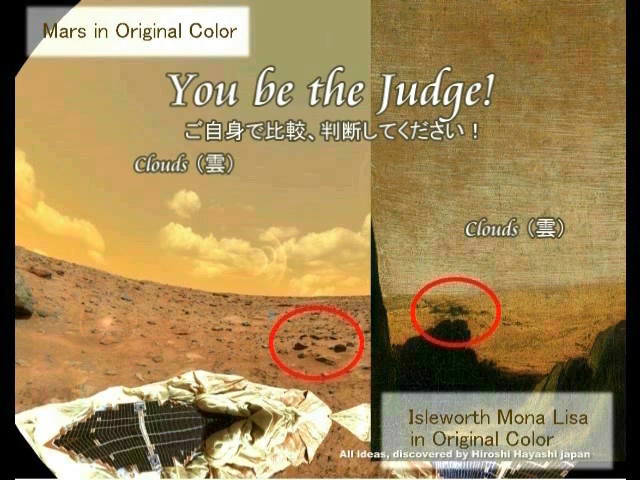 Mars in Original Color
You be the Judge!
ご自身で比較、判断してください！
Clouds (雲)
Clouds (雲)
Isleworth Mona Lisa
in Original Color
All Ideas, discovered by Hiroshi Hayashi japan